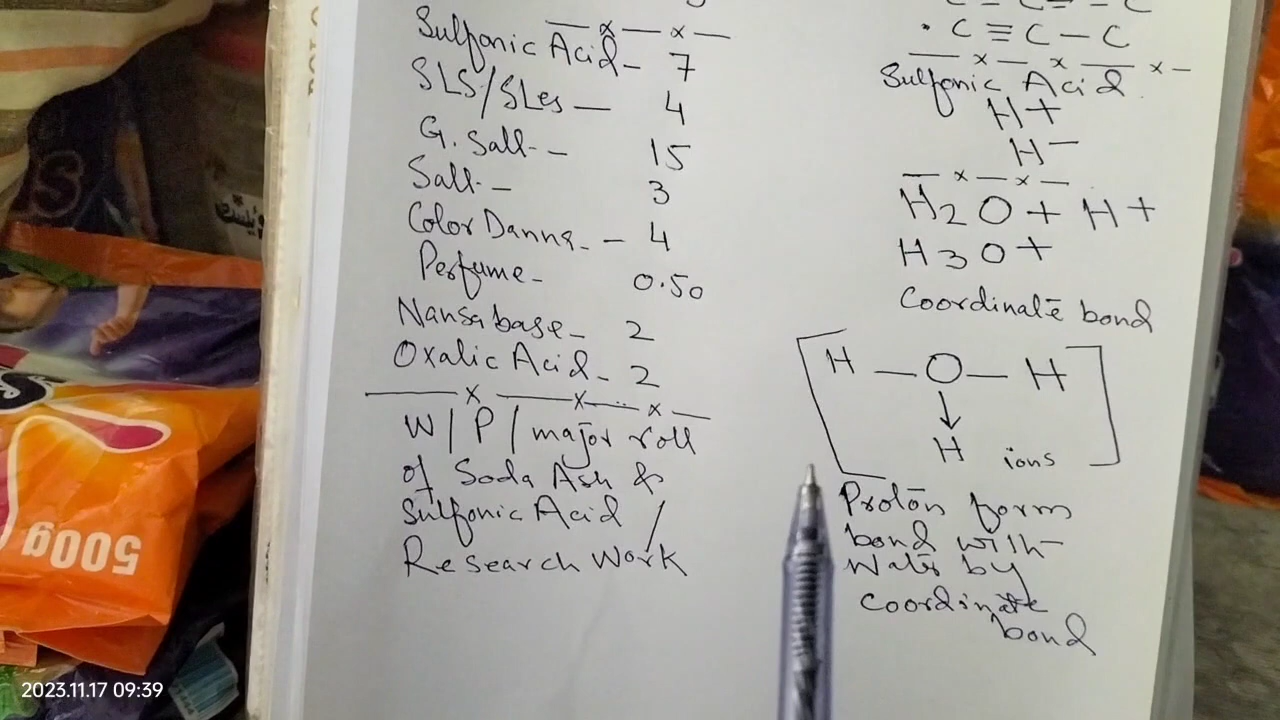 Sulfonic Acid - 7
SLS/SLes - 4
G. Salt - 15
Salt - 3
Color Danns - 4
Perfume - 0.50
Nansa base - 2
Oxalic Acid - 2
W/P/major roll
of Soda Ash &
Sulfonic Acid /
Research Work
• C ≡ C - C
Sulfonic Acid
H+
H-
H2O + H+
H3O+
Coordinate bond
H - O - H
↓
H ions
Proton form
bond with
Water by
coordinate
bond
500g
2023.11.17 09:39